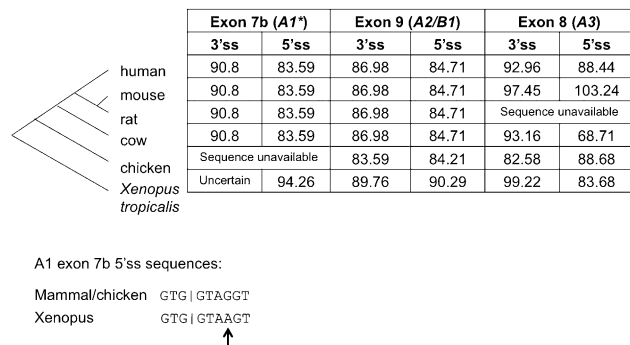 Exon 7b (A1*) Exon 9 (A2/B1) Exon 8 (A3)
3'ss 5'ss 3'ss 5'ss 3'ss 5'ss
human 90.8 83.59 86.98 84.71 92.96 88.44
mouse 90.8 83.59 86.98 84.71 97.45 103.24
rat 90.8 83.59 86.98 84.71 Sequence unavailable
cow 90.8 83.59 86.98 84.71 93.16 68.71
chicken Sequence unavailable 83.59 84.21 82.58 88.68
Xenopus Uncertain 94.26 89.76 90.29 99.22 83.68
tropicalis
A1 exon 7b 5'ss sequences:
Mammal/chicken GTG|GTAGGT
Xenopus GTG|GTAAGT